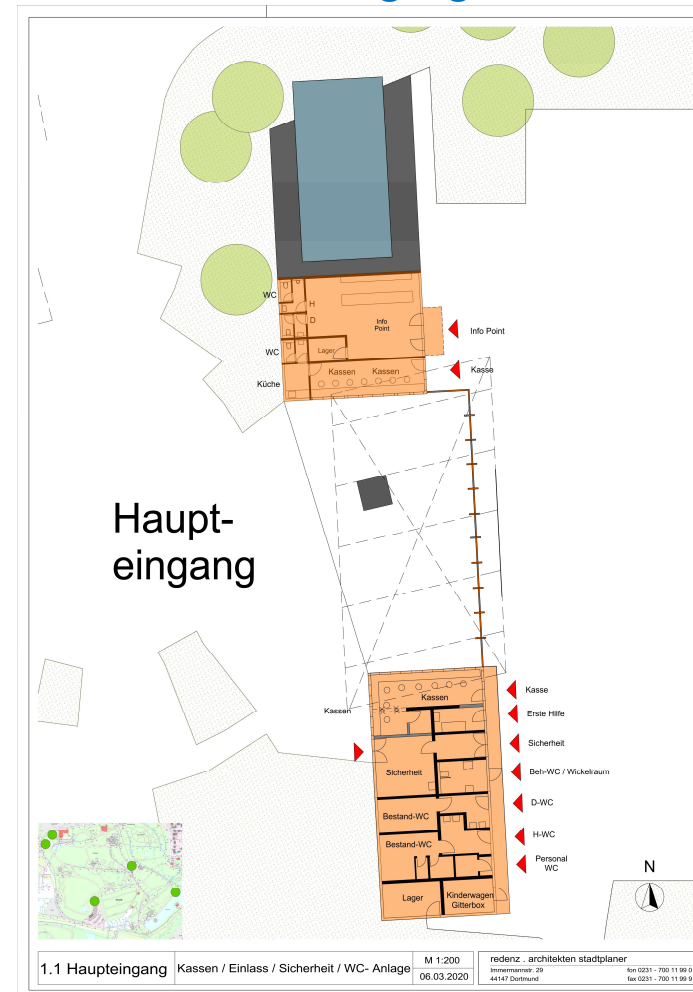 WC
H
D
Info
Point
Info Point
WC
Lager
Kasse
Küche
Kassen
Kassen
Haupt-
eingang
Kassen
Kasse
Kassen
Erste Hilfe
Sicherheit
Sicherheit
Beh-WC / Wickelraum
D-WC
Bestand-WC
H-WC
Bestand-WC
Personal
WC
N
Lager
Kinderwagen
Gitterbox
1.1 Haupteingang
Kassen / Einlass / Sicherheit / WC- Anlage
M 1:200
06.03.2020
redenz . architekten stadtplaner
Immermannstr. 29
fon 0231 - 700 11 99 0
44147 Dortmund
fax 0231 - 700 11 99 9